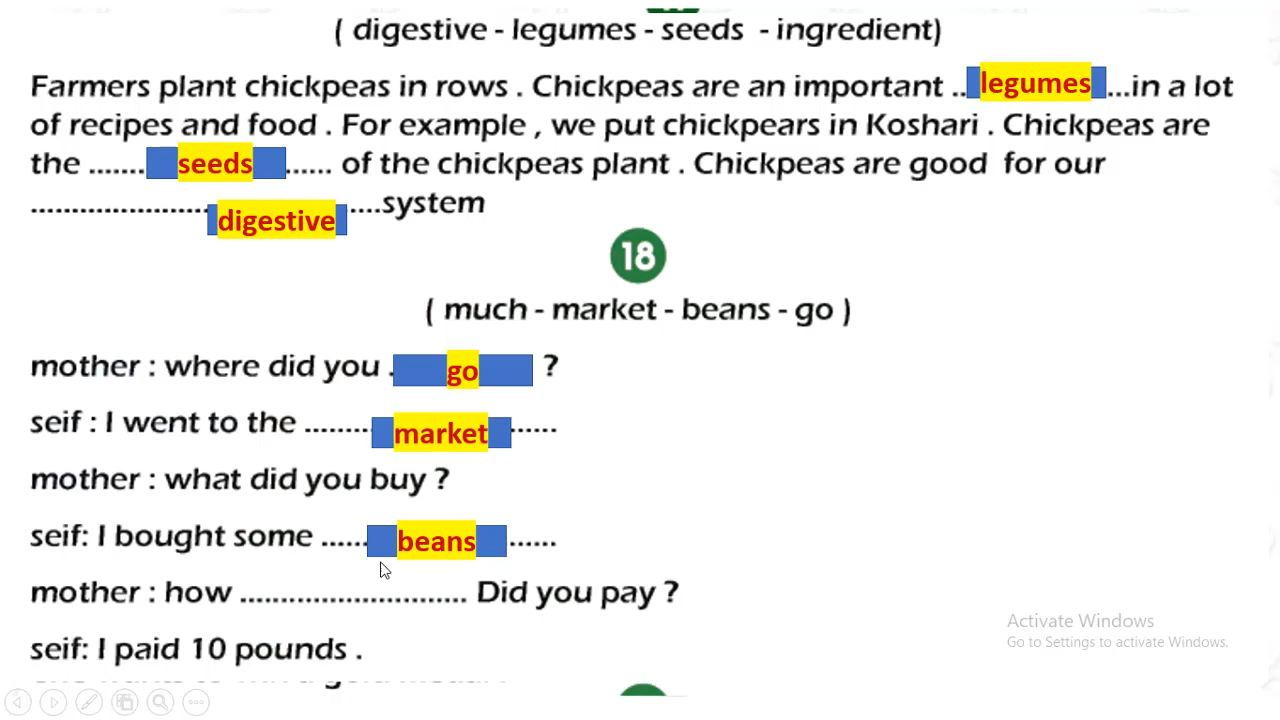 ( digestive - legumes - seeds - ingredient)
Farmers plant chickpeas in rows . Chickpeas are an important .. legumes ...in a lot
of recipes and food . For example , we put chickpears in Koshari . Chickpeas are
the ....... seeds ...... of the chickpeas plant . Chickpeas are good for our
...................... digestive ....system
18
( much - market - beans - go )
mother : where did you . go ?
seif : I went to the ........ market ......
mother : what did you buy ?
seif: I bought some ...... beans ......
mother : how ............................ Did you pay ?
seif: I paid 10 pounds .
Activate Windows
Go to Settings to activate Windows.